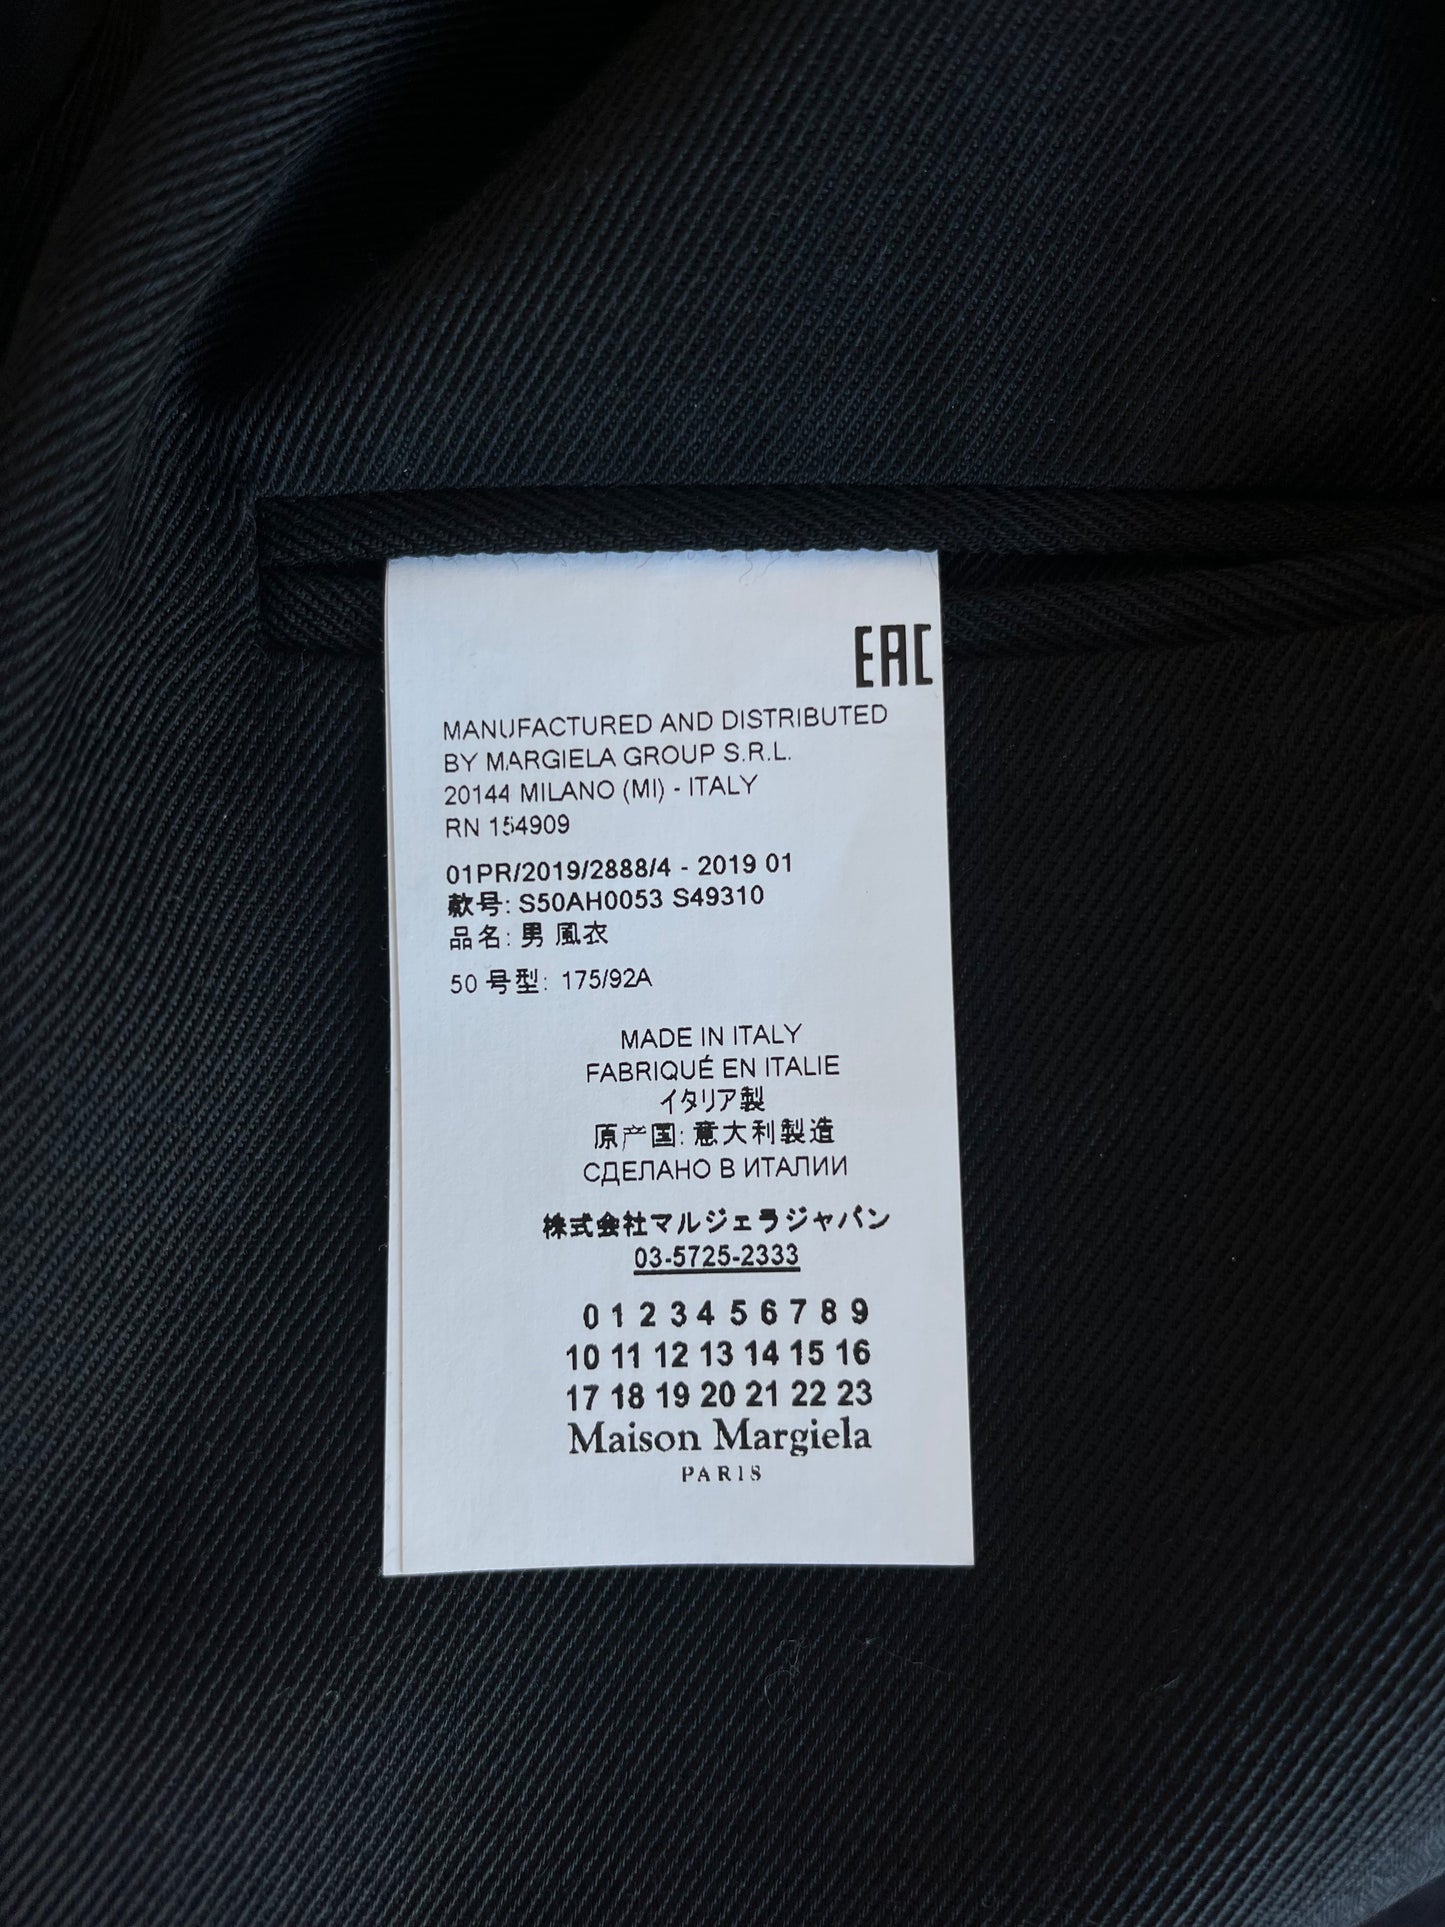 EAC
MANUFACTURED AND DISTRIBUTED
BY MARGIELA GROUP S.R.L.
20144 MILANO (MI) - ITALY
RN 154909
01PR/2019/2888/4 - 2019 01
款号: S50AH0053 S49310
品名: 男 風衣
50 号型: 175/92A
MADE IN ITALY
FABRIQUÉ EN ITALIE
イタリア製
原产国: 意大利製造
СДЕЛАНО В ИТАЛИИ
株式会社マルジェラジャパン
03-5725-2333
0 1 2 3 4 5 6 7 8 9
10 11 12 13 14 15 16
17 18 19 20 21 22 23
Maison Margiela
PARIS